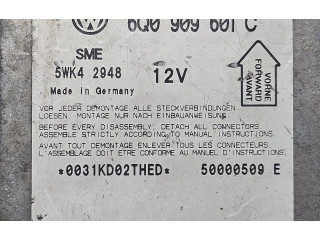 6Q0 909 601 C
SME
5WK4 2948
12V
Made in Germany
VORNE
FORWARD
AVANT
VOR JEDER DEMONTAGE ALLE STECKVERBINDUNGEN
LOESEN. MONTAGE NUR NACH EINBAUANWEISUNG
BEFORE EVERY DISASSEMBLY. DETACH ALL CONNECTORS.
ASSEMBLE STRICTLY ACCORDING TO MANUAL INSTRUCTIONS.
AVANT TOUT DEMONTAGE ENLEVER TOUS LES CONNECTEURS.
L'ASSEMBLAGE DOIT ETRE CONFORME AU MANUEL D'INSTRUCTIONS
*0031KD02THED*
50000509 E